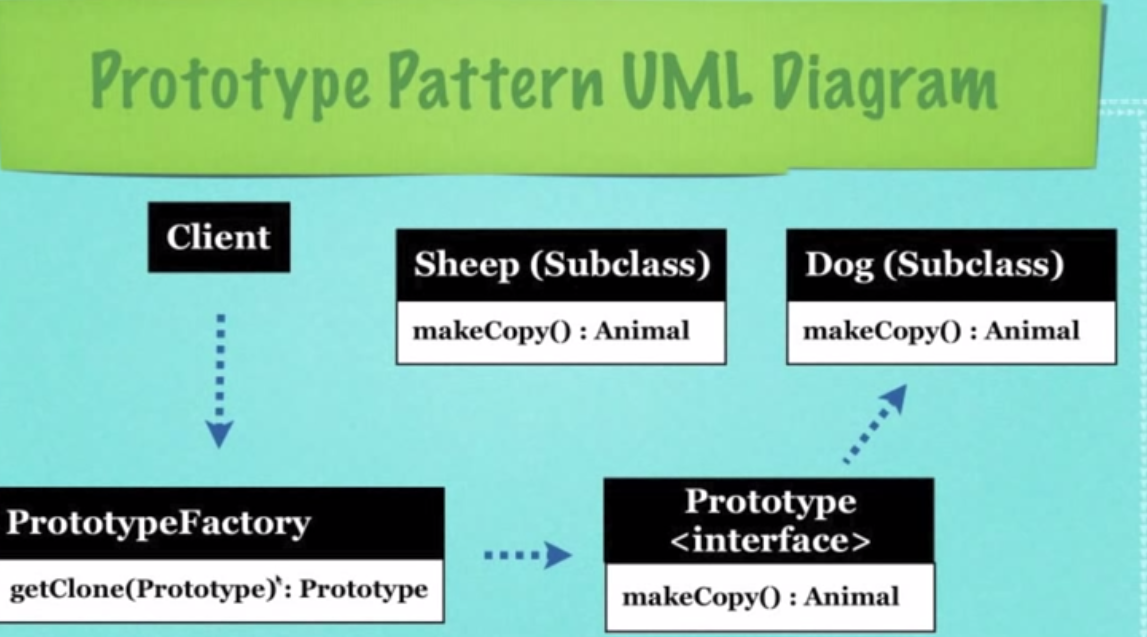 Prototype Pattern UML Diagram
Client
Sheep (Subclass)
makeCopy() : Animal
Dog (Subclass)
makeCopy() : Animal
PrototypeFactory
getClone(Prototype) : Prototype
Prototype
<interface>
makeCopy() : Animal